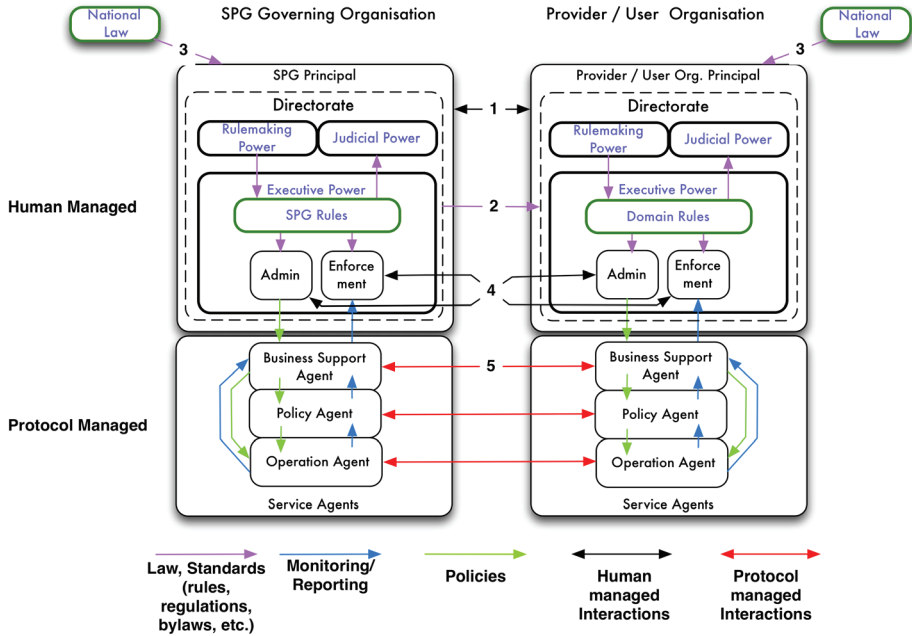 SPG Governing Organisation
Provider / User Organisation
National
Law
National
Law
3
3
SPG Principal
Provider / User Org. Principal
Directorate
Directorate
1
Rulemaking
Power
Judicial Power
Rulemaking
Power
Judicial Power
Human Managed
Executive Power
Executive Power
SPG Rules
2
Domain Rules
Admin
Enforce
ment
Admin
Enforce
ment
4
Business Support
Agent
5
Business Support
Agent
Protocol Managed
Policy Agent
Policy Agent
Operation Agent
Operation Agent
Service Agents
Service Agents
Law, Standards
(rules,
regulations,
bylaws, etc.)
Monitoring/
Reporting
Policies
Human
managed
Interactions
Protocol
managed
Interactions